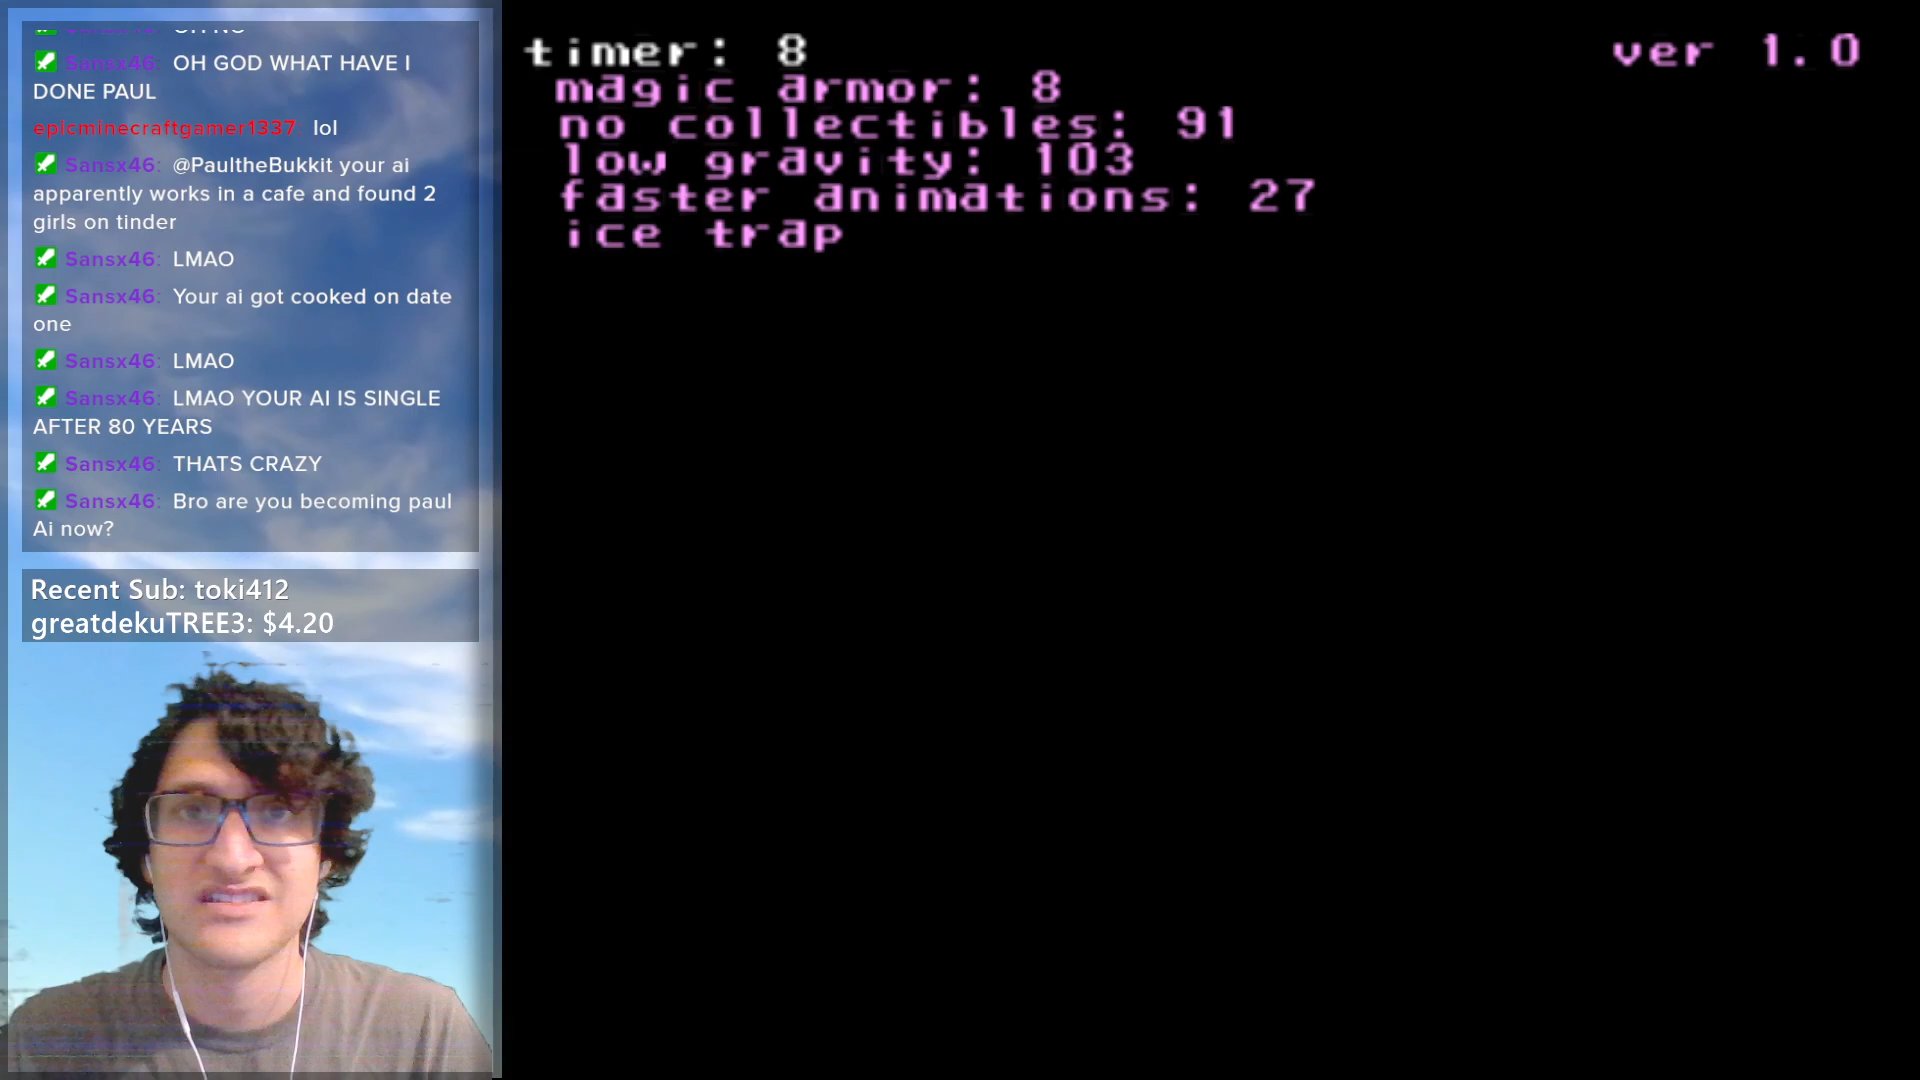 OH NO
Sansx46: OH GOD WHAT HAVE I
DONE PAUL
epicminecraftgamer1337 lol
Sansx46: @PaultheBukkit your ai
apparently works in a cafe and found 2
girls on tinder
Sansx46: LMAO
Sansx46: Your ai got cooked on date
one
Sansx46: LMAO
Sansx46: LMAO YOUR AI IS SINGLE
AFTER 80 YEARS
Sansx46: THATS CRAZY
Sansx46: Bro are you becoming paul
Ai now?
Recent Sub: toki412
greatdekuTREE3: $4.20
timer: 8
ver 1.0
magic armor: 8
no collectibles: 91
low gravity: 103
faster animations: 27
ice trap